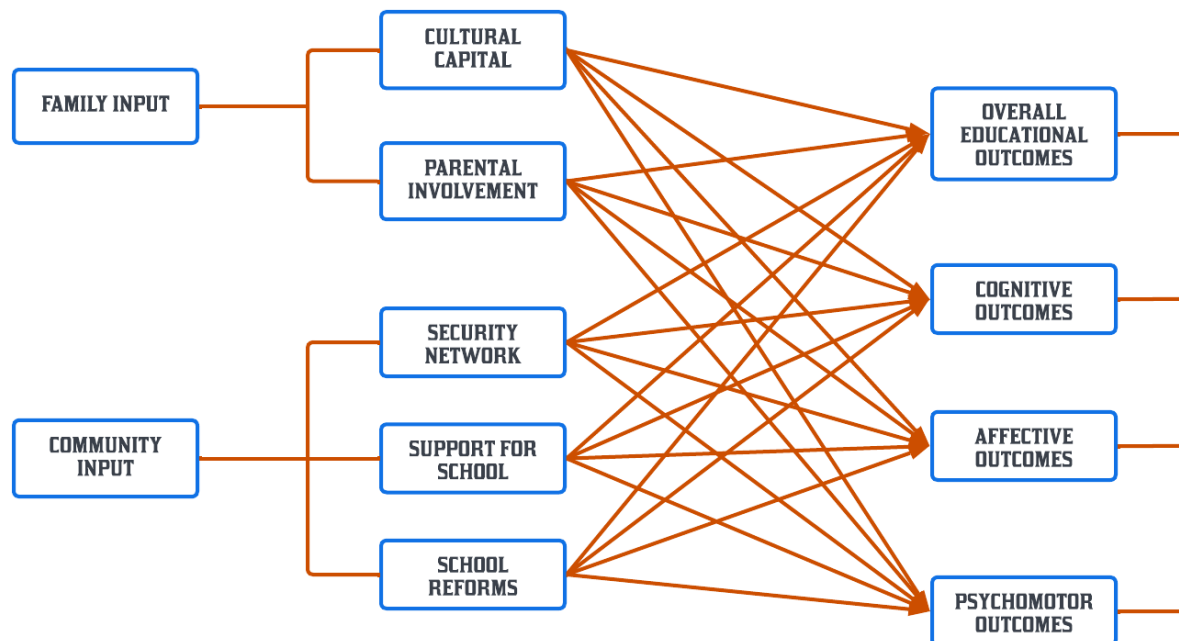 FAMILY INPUT
CULTURAL
CAPITAL
PARENTAL
INVOLVEMENT
COMMUNITY
INPUT
SECURITY
NETWORK
SUPPORT FOR
SCHOOL
SCHOOL
REFORMS
OVERALL
EDUCATIONAL
OUTCOMES
COGNITIVE
OUTCOMES
AFFECTIVE
OUTCOMES
PSYCHOMOTOR
OUTCOMES